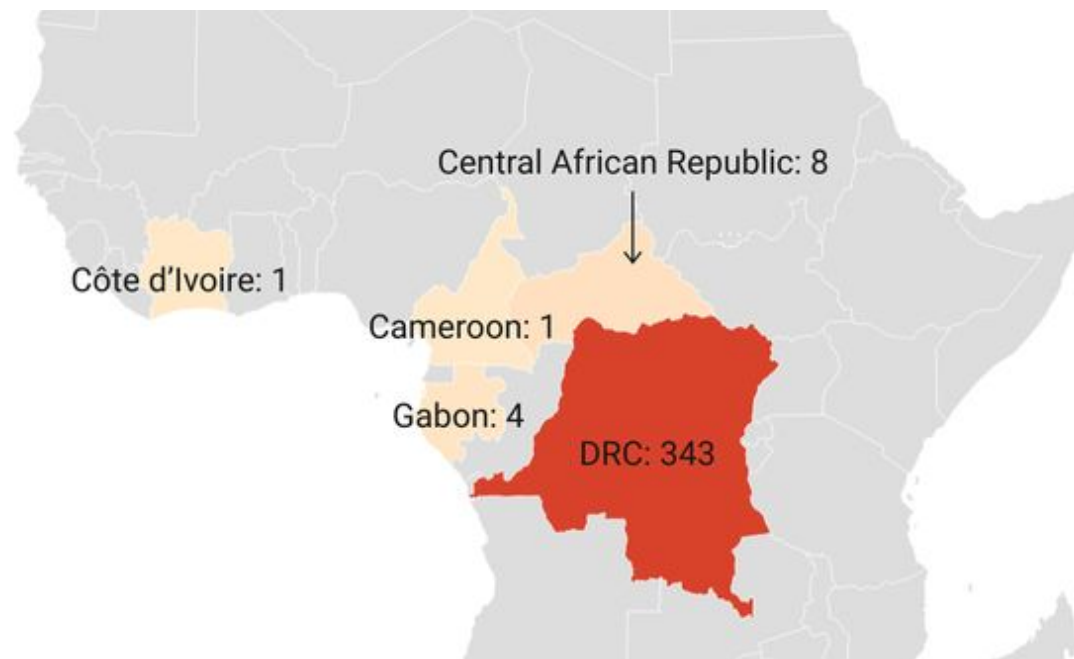 Central African Republic: 8
Côte d’Ivoire: 1
Cameroon: 1
Gabon: 4
DRC: 343